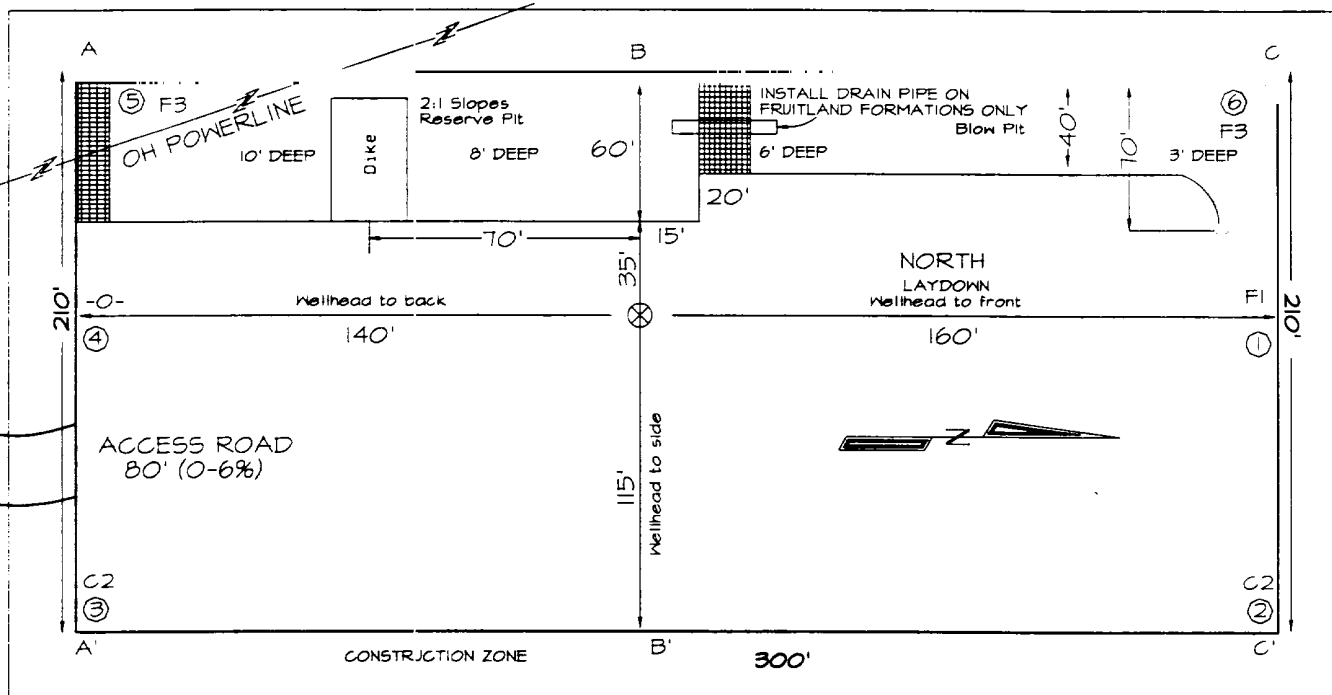 A
B
C
5 F3
OH POWERLINE
10' DEEP
Dike
2:1 Slopes
Reserve Pit
8' DEEP
60'
INSTALL DRAIN PIPE ON
FRUITLAND FORMATIONS ONLY
Blow Pit
6' DEEP
20'
40'
70'
6
F3
3' DEEP
70'
15'
35'
NORTH
LAYDOWN
Wellhead to front
-0-
Wellhead to back
F1
210'
4
140'
160'
1
210'
ACCESS ROAD
80' (0-6%)
115'
Wellhead to side
N
C2
3
C2
2
A'
B'
C'
CONSTRJCTION ZONE
300'